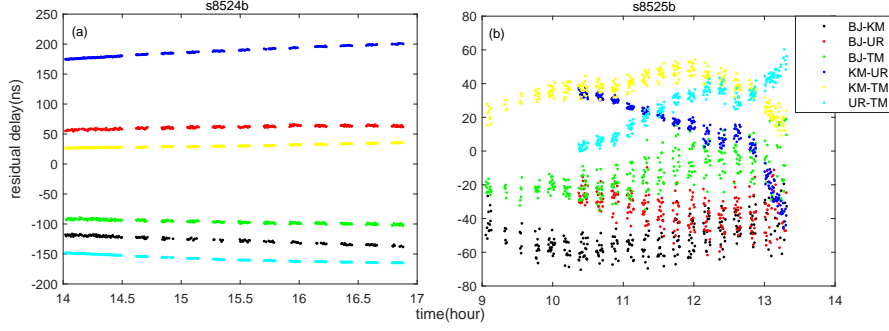 s8524b
s8525b
(a)
(b)
residual delay(ns)
250
200
150
100
50
0
-50
-100
-150
-200
14
14.5
15
15.5
16
16.5
17
80
60
40
20
0
-20
-40
-60
-80
9
10
11
12
13
14
time(hour)
BJ-KM
BJ-UR
BJ-TM
KM-UR
KM-TM
UR-TM